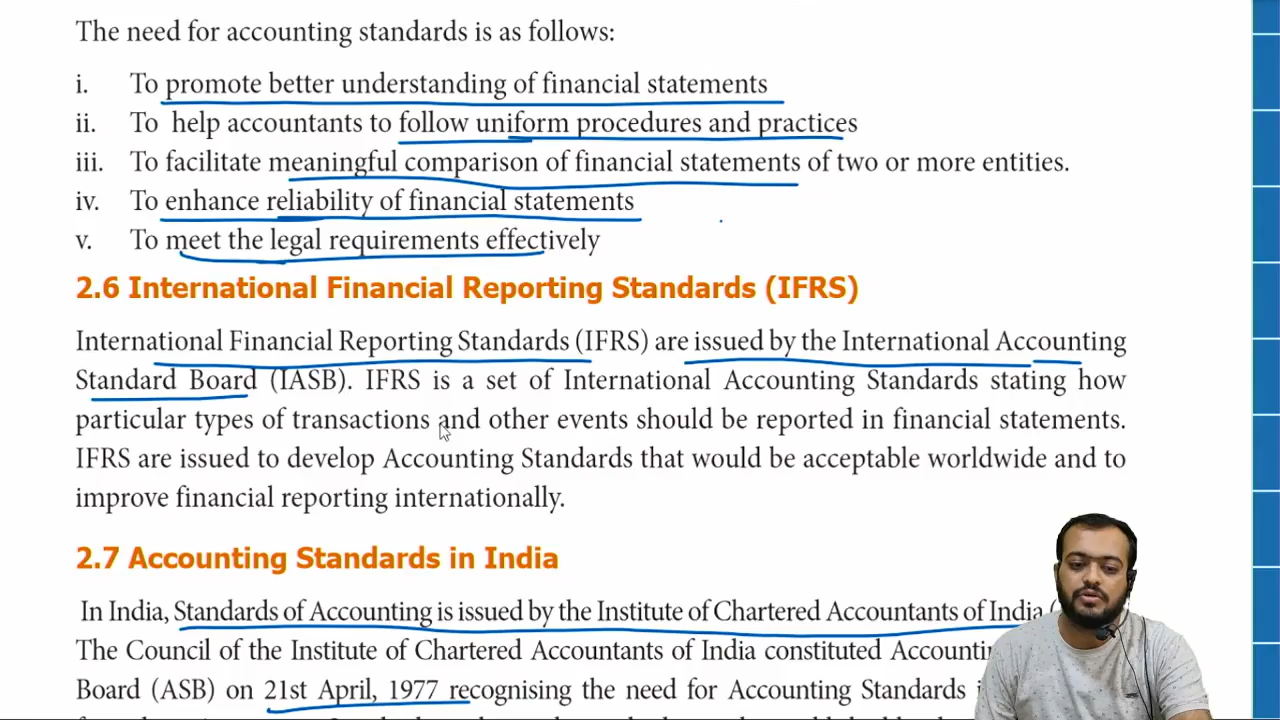 The need for accounting standards is as follows:
i. To promote better understanding of financial statements
ii. To help accountants to follow uniform procedures and practices
iii. To facilitate meaningful comparison of financial statements of two or more entities.
iv. To enhance reliability of financial statements
v. To meet the legal requirements effectively
2.6 International Financial Reporting Standards (IFRS)
International Financial Reporting Standards (IFRS) are issued by the International Accounting
Standard Board (IASB). IFRS is a set of International Accounting Standards stating how
particular types of transactions and other events should be reported in financial statements.
IFRS are issued to develop Accounting Standards that would be acceptable worldwide and to
improve financial reporting internationally.
2.7 Accounting Standards in India
In India, Standards of Accounting is issued by the Institute of Chartered Accountants of India (
The Council of the Institute of Chartered Accountants of India constituted
Board (ASB) on 21st April, 1977 recognising the need for Accounting Standards